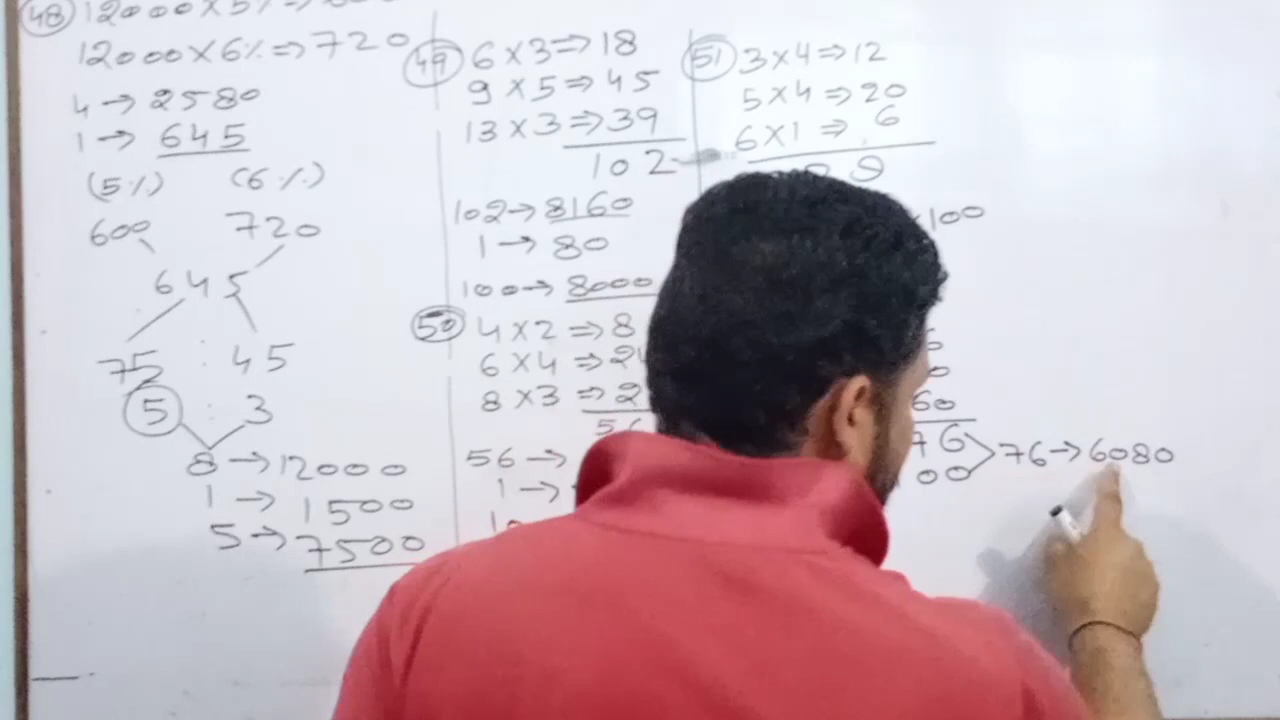 48 12000 × 5% ⇒
12000 × 6% ⇒ 720
4 → 2580
1 → 645
(5%) (6%)
600 720
645
75 : 45
5 : 3
8 → 12000
1 → 1500
5 → 7500
49 6 × 3 ⇒ 18
9 × 5 ⇒ 45
13 × 3 ⇒ 39
102
102 → 8160
1 → 80
100 → 8000
50 4 × 2 ⇒ 8
6 × 4 ⇒ 24
8 × 3 ⇒ 2
56
56 →
1 →
51 3 × 4 ⇒ 12
5 × 4 ⇒ 20
6 × 1 ⇒ 6
×100
60
76 → 6080
00